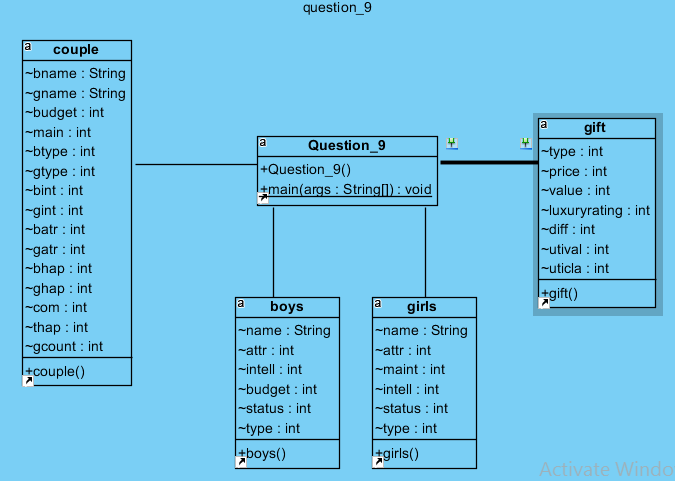 question_9
a
couple
~bname : String
~gname : String
~budget : int
~main : int
~btype : int
~gtype : int
~bint : int
~gint : int
~batr : int
~gatr : int
~bhap : int
~ghap : int
~com : int
~thap : int
~gcount : int
+couple()
a
Question_9
+Question_9()
+main(args : String[]) : void
a
gift
~type : int
~price : int
~value : int
~luxuryrating : int
~diff : int
~utival : int
~uticla : int
+gift()
a
boys
~name : String
~attr : int
~intell : int
~budget : int
~status : int
~type : int
+boys()
a
girls
~name : String
~attr : int
~maint : int
~intell : int
~status : int
~type : int
+girls()
Activate Windo